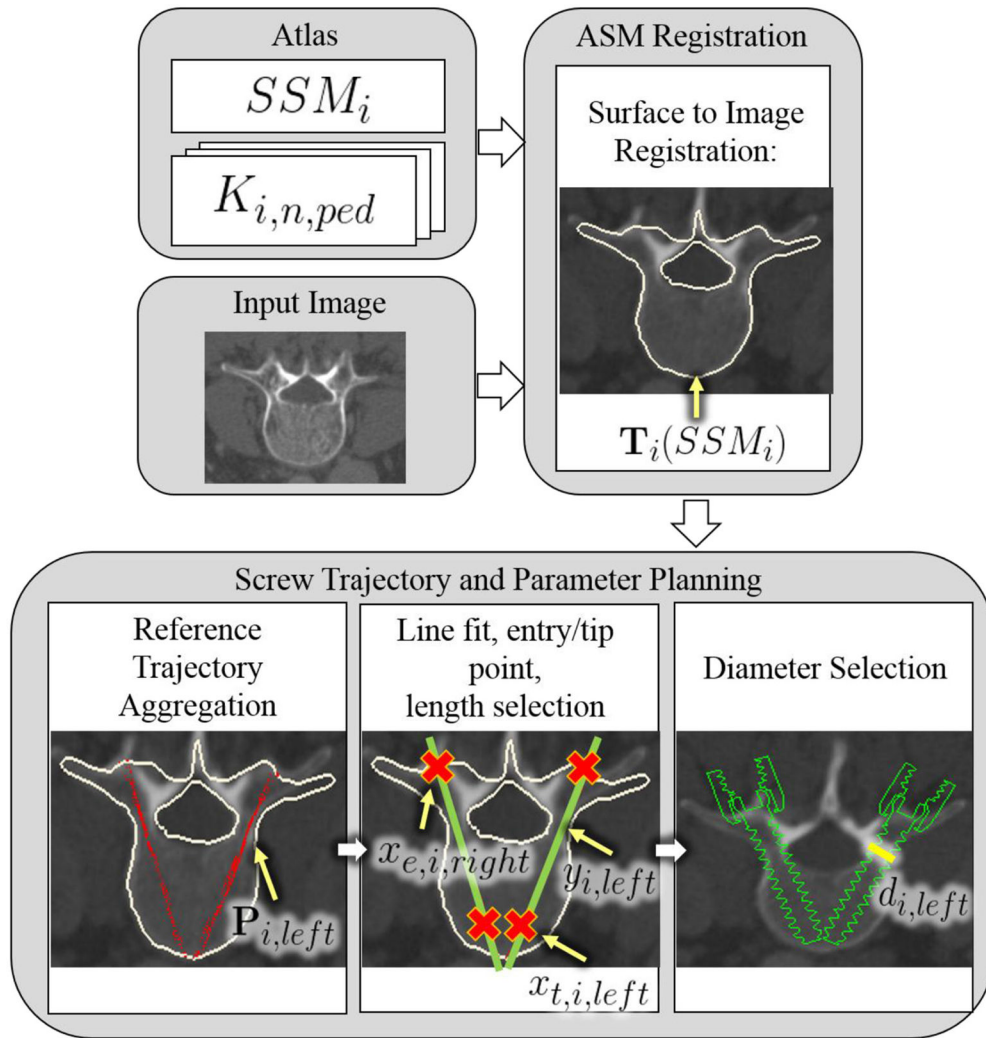 Atlas
SSM_i
K_{i,n,ped}
Input Image
ASM Registration
Surface to Image
Registration:
𝐓_i(SSM_i)
Screw Trajectory and Parameter Planning
Reference
Trajectory
Aggregation
𝐏_{i,left}
Line fit, entry/tip
point,
length selection
x_{e,i,right}
y_{i,left}
x_{t,i,left}
Diameter Selection
d_{i,left}